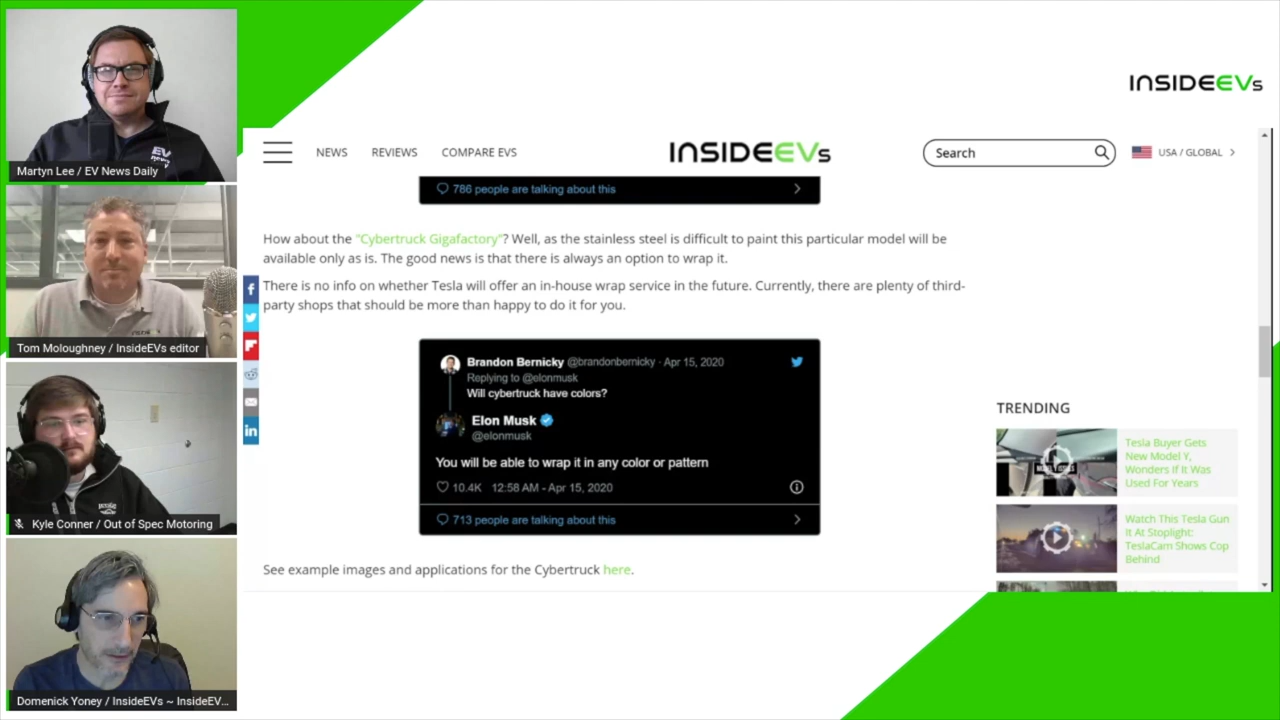 EV
news
Martyn Lee / EV News Daily
Tom Moloughney / InsideEVs editor
Kyle Conner / Out of Spec Motoring
Domenick Yoney / InsideEVs ~ InsideEV...
INSIDEEVs
NEWS REVIEWS COMPARE EVS
INSIDEEVs
Search
USA / GLOBAL
786 people are talking about this
How about the "Cybertruck Gigafactory"? Well, as the stainless steel is difficult to paint this particular model will be
available only as is. The good news is that there is always an option to wrap it.
There is no info on whether Tesla will offer an in-house wrap service in the future. Currently, there are plenty of third-
party shops that should be more than happy to do it for you.
Brandon Bernicky @brandonbernicky · Apr 15, 2020
Replying to @elonmusk
Will cybertruck have colors?
Elon Musk
@elonmusk
You will be able to wrap it in any color or pattern
10.4K 12:58 AM - Apr 15, 2020
713 people are talking about this
See example images and applications for the Cybertruck here.
TRENDING
Tesla Buyer Gets
New Model Y,
Wonders If It Was
Used For Years
Watch This Tesla Gun
It At Stoplight:
TeslaCam Shows Cop
Behind